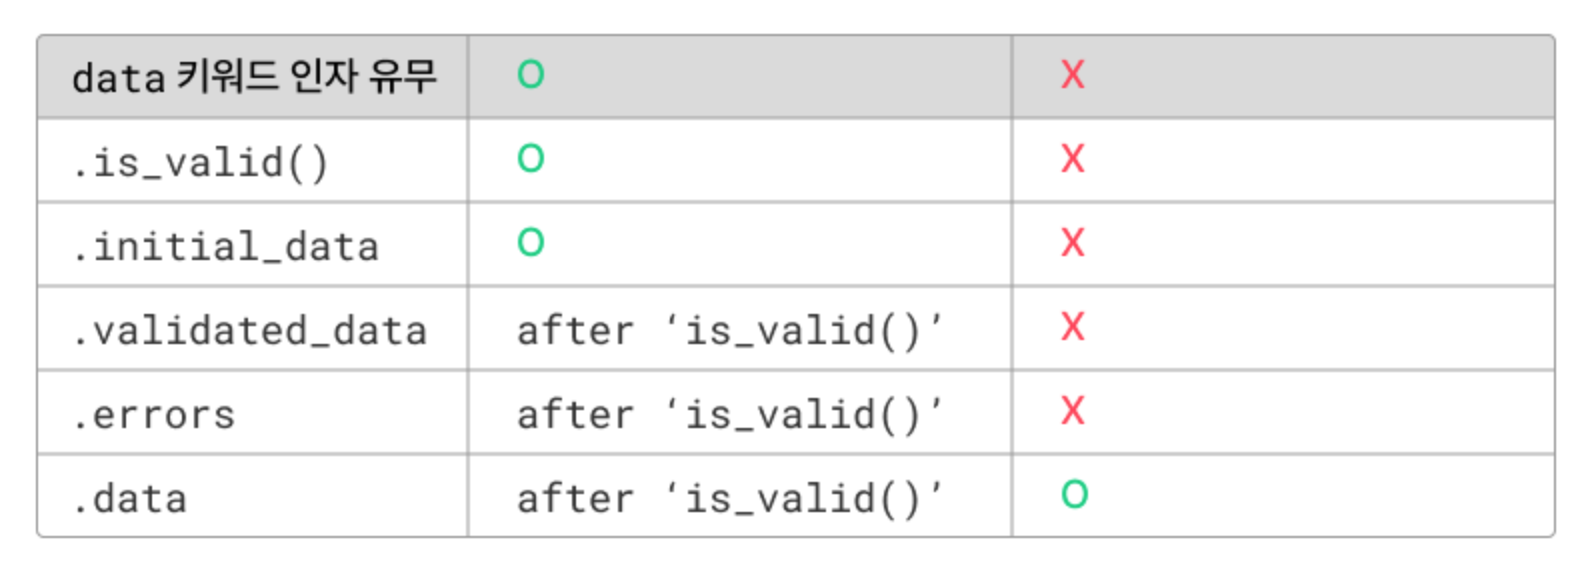 data 키워드 인자 유무 O X
.is_valid() O X
.initial_data O X
.validated_data after ‘is_valid()’ X
.errors after ‘is_valid()’ X
.data after ‘is_valid()’ O